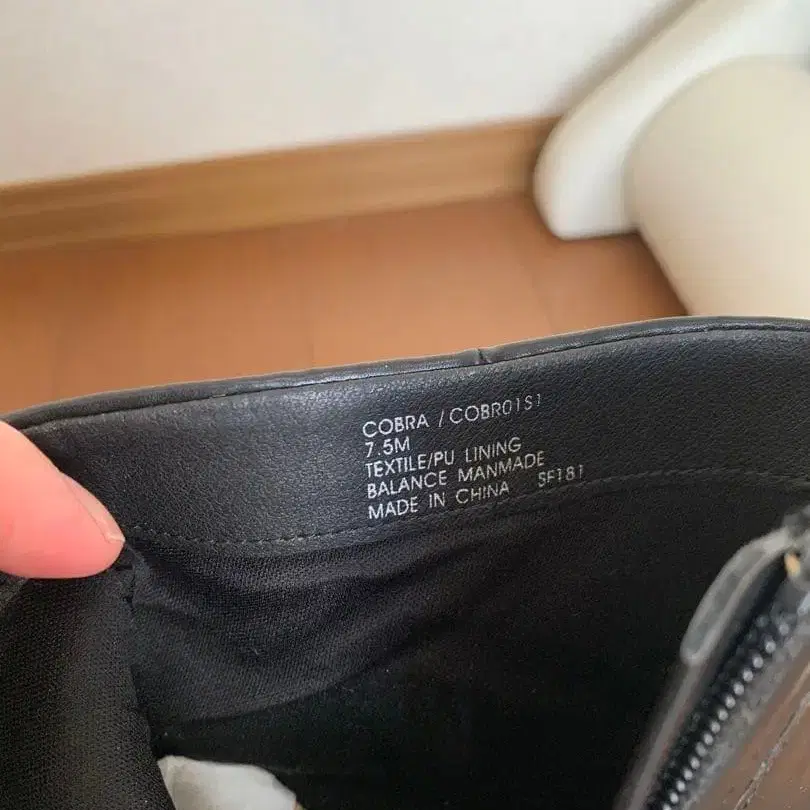 COBRA / COBR01S1
7.5M
TEXTILE/PU LINING
BALANCE MANMADE
MADE IN CHINA SF181